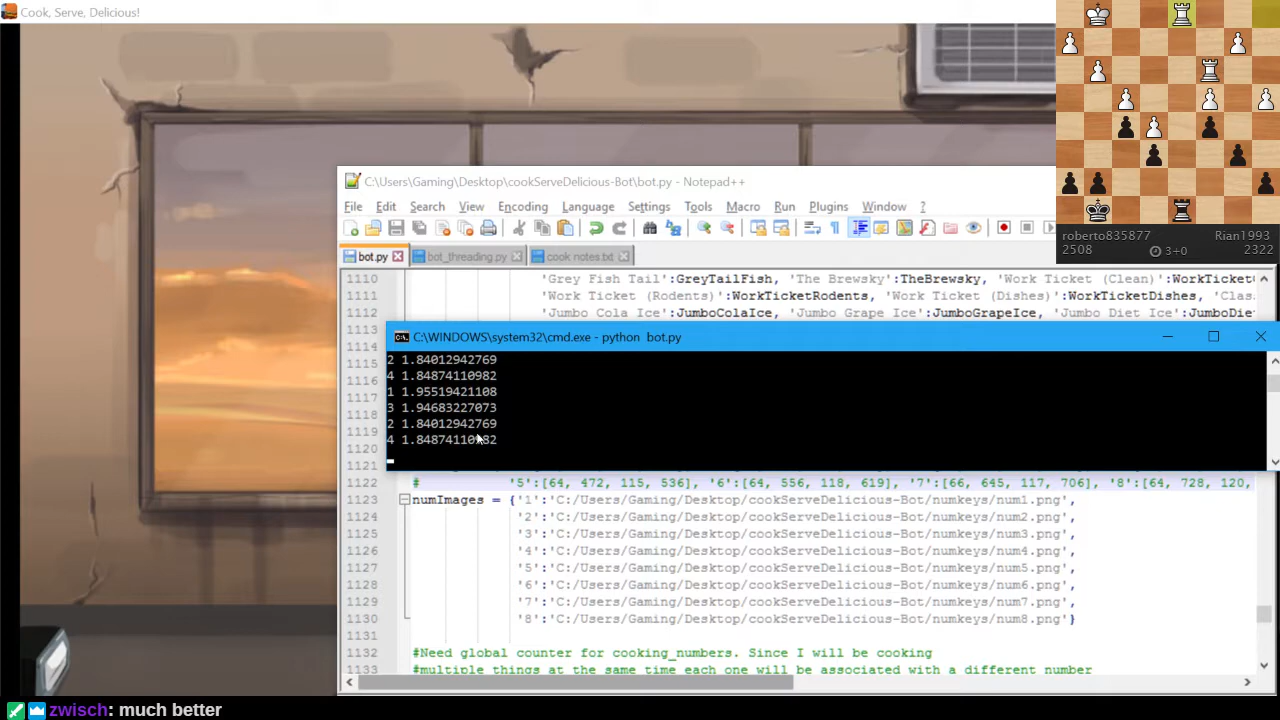 Cook, Serve, Delicious!
C:\Users\Gaming\Desktop\cookServeDelicious-Bot\bot.py - Notepad++
File Edit Search View Encoding Language Settings Tools Macro Run Plugins Window ?
bot.py bot_threading.py cook notes.txt
1110 'Grey Fish Tail':GreyTailFish, 'The Brewsky':TheBrewsky, 'Work Ticket (Clean)':WorkTicket
1111 'Work Ticket (Rodents)':WorkTicketRodents, 'Work Ticket (Dishes)':WorkTicketDishes, 'Clas
1112 'Jumbo Cola Ice':JumboColaIce, 'Jumbo Grape Ice':JumboGrapeIce, 'Jumbo Diet Ice':JumboDie
1113
C:\WINDOWS\system32\cmd.exe - python bot.py
1114
1115
1116
1117
1118
1119
1120
1121
2 1.84012942769
4 1.84874110982
1 1.95519421108
3 1.94683227073
2 1.84012942769
4 1.84874110982
1122 # '5':[64, 472, 115, 536], '6':[64, 556, 118, 619], '7':[66, 645, 117, 706], '8':[64, 728, 120,
1123 numImages = {'1':'C:/Users/Gaming/Desktop/cookServeDelicious-Bot/numkeys/num1.png',
1124 '2':'C:/Users/Gaming/Desktop/cookServeDelicious-Bot/numkeys/num2.png',
1125 '3':'C:/Users/Gaming/Desktop/cookServeDelicious-Bot/numkeys/num3.png',
1126 '4':'C:/Users/Gaming/Desktop/cookServeDelicious-Bot/numkeys/num4.png',
1127 '5':'C:/Users/Gaming/Desktop/cookServeDelicious-Bot/numkeys/num5.png',
1128 '6':'C:/Users/Gaming/Desktop/cookServeDelicious-Bot/numkeys/num6.png',
1129 '7':'C:/Users/Gaming/Desktop/cookServeDelicious-Bot/numkeys/num7.png',
1130 '8':'C:/Users/Gaming/Desktop/cookServeDelicious-Bot/numkeys/num8.png'}
1131
1132 #Need global counter for cooking_numbers. Since I will be cooking
1133 #multiple things at the same time each one will be associated with a different number
roberto835877 Rian1993
2508 3+0 2322
zwisch: much better